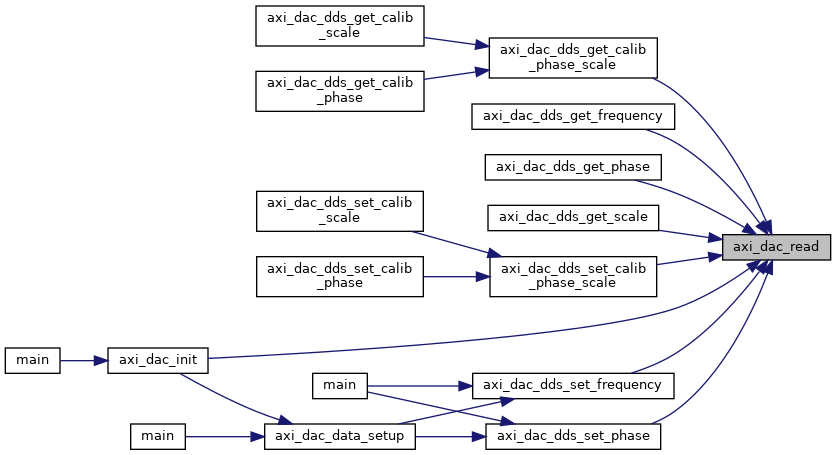 axi_dac_dds_get_calib
_scale
axi_dac_dds_get_calib
_phase_scale
axi_dac_dds_get_calib
_phase
axi_dac_dds_get_frequency
axi_dac_dds_get_phase
axi_dac_dds_set_calib
_scale
axi_dac_dds_get_scale
axi_dac_read
axi_dac_dds_set_calib
_phase
axi_dac_dds_set_calib
_phase_scale
main
axi_dac_init
main
axi_dac_dds_set_frequency
main
axi_dac_data_setup
axi_dac_dds_set_phase